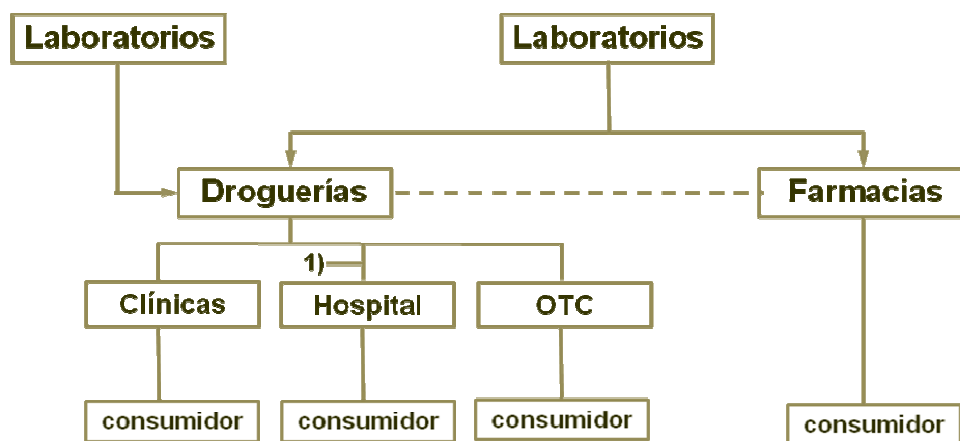 Laboratorios
Laboratorios
Droguerías
Farmacias
1)
Clínicas
Hospital
OTC
consumidor
consumidor
consumidor
consumidor